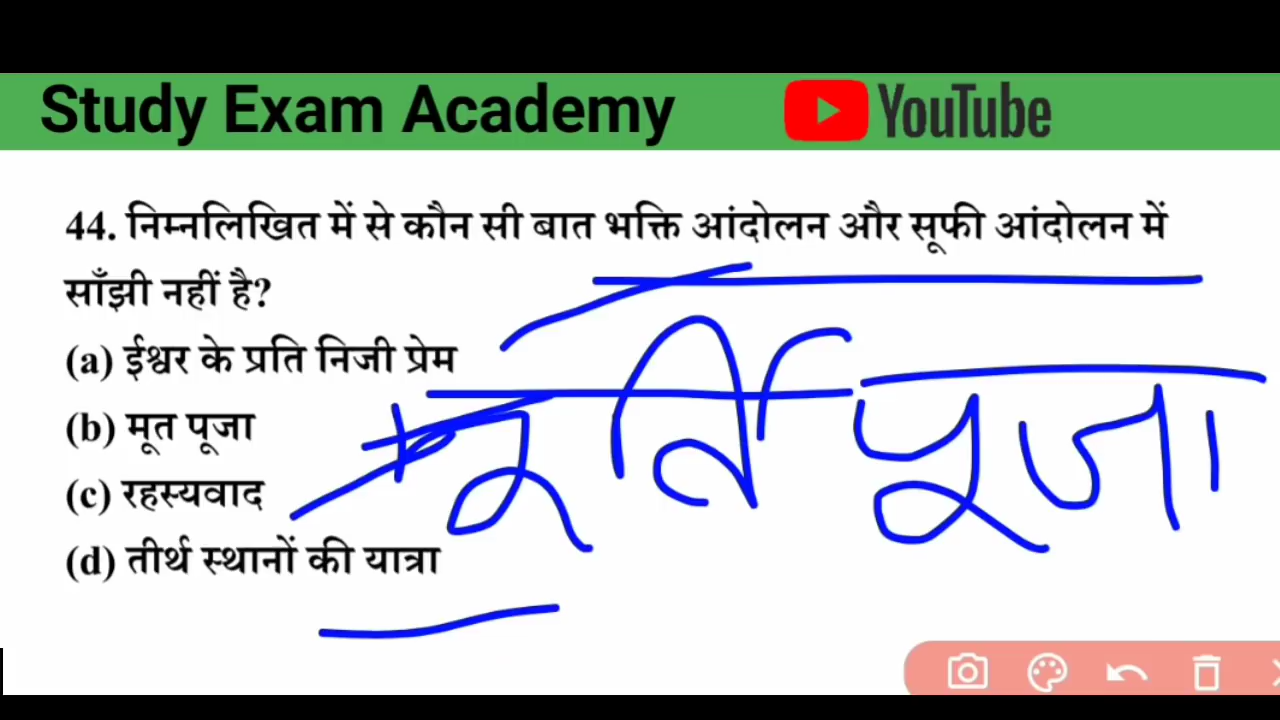 Study Exam Academy YouTube
44. निम्नलिखित में से कौन सी बात भक्ति आंदोलन और सूफी आंदोलन में
साँझी नहीं है?
(a) ईश्वर के प्रति निजी प्रेम
(b) मूत पूजा
(c) रहस्यवाद
(d) तीर्थ स्थानों की यात्रा
मूर्ति पूजा